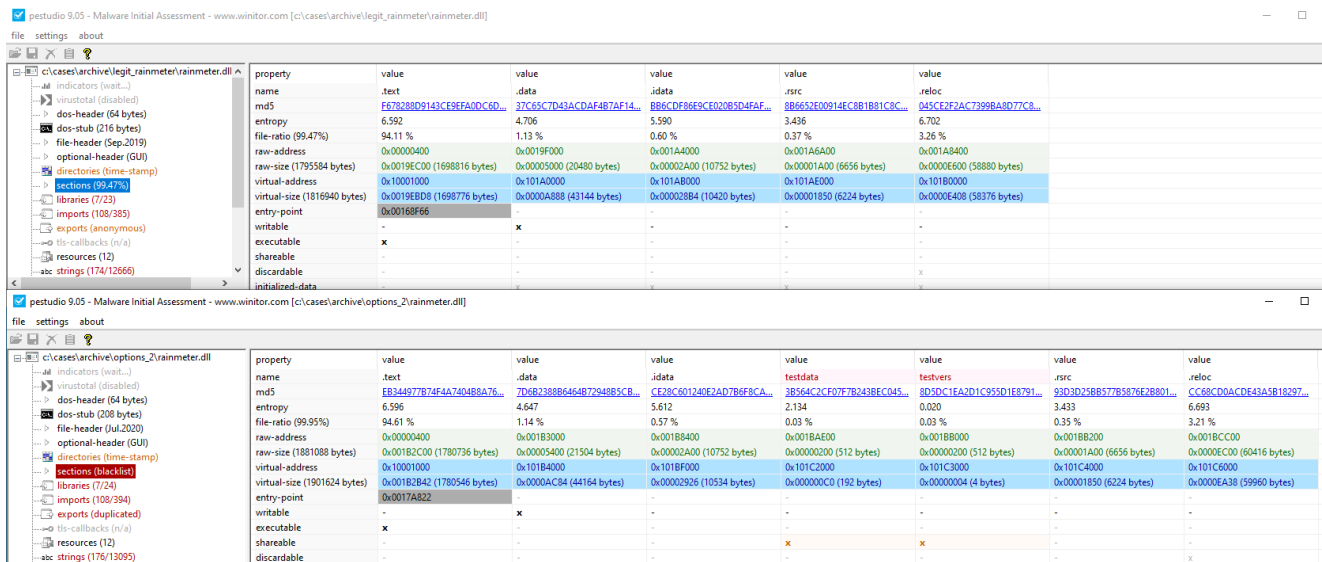 pestudio 9.05 - Malware Initial Assessment - www.winitor.com [c:\cases\archive\legit_rainmeter\rainmeter.dll]
file settings about
c:\cases\archive\legit_rainmeter\rainmeter.dll
indicators (wait...)
virustotal (disabled)
dos-header (64 bytes)
dos-stub (216 bytes)
file-header (Sep.2019)
optional-header (GUI)
directories (time-stamp)
sections (99.47%)
libraries (7/23)
imports (108/385)
exports (anonymous)
tls-callbacks (n/a)
resources (12)
abc strings (174/12666)
property value value value value value
name .text .data .idata .rsrc .reloc
md5 F678288D9143CE9EFA0DC6D... 37C65C7D43ACDAF4B7AF14... BB6CDF86E9CE020B5D4FAF... 8B6652E00914EC8B1B81C8C... 045CE2F2AC7399BA8D77C8...
entropy 6.592 4.706 5.590 3.436 6.702
file-ratio (99.47%) 94.11 % 1.13 % 0.60 % 0.37 % 3.26 %
raw-address 0x00000400 0x0019F000 0x001A4000 0x001A6A00 0x001A8400
raw-size (1795584 bytes) 0x0019EC00 (1698816 bytes) 0x00005000 (20480 bytes) 0x00002A00 (10752 bytes) 0x00001A00 (6656 bytes) 0x0000E600 (58880 bytes)
virtual-address 0x10001000 0x101A0000 0x101AB000 0x101AE000 0x101B0000
virtual-size (1816940 bytes) 0x0019EBD8 (1698776 bytes) 0x0000A888 (43144 bytes) 0x000028B4 (10420 bytes) 0x00001850 (6224 bytes) 0x0000E408 (58376 bytes)
entry-point 0x00168F66 - - - -
writable - x - - -
executable x - - - -
shareable - - - - -
discardable - - - - x
initialized-data - x x x x
pestudio 9.05 - Malware Initial Assessment - www.winitor.com [c:\cases\archive\options_2\rainmeter.dll]
file settings about
c:\cases\archive\options_2\rainmeter.dll
indicators (wait...)
virustotal (disabled)
dos-header (64 bytes)
dos-stub (208 bytes)
file-header (Jul.2020)
optional-header (GUI)
directories (time-stamp)
sections (blacklist)
libraries (7/24)
imports (108/394)
exports (duplicated)
tls-callbacks (n/a)
resources (12)
abc strings (176/13095)
property value value value value value value value
name .text .data .idata testdata testvers .rsrc .reloc
md5 EB344977B74F4A7404B8A76... 7D6B2388B6464B72948B5CB... CE28C601240E2AD7B6F8CA... 3B564C2CF07F7B243BEC045... 8D5DC1EA2D1C955D1E8791... 93D3D25BB577B5876E2B801... CC68CD0ACDE43A5B18297...
entropy 6.596 4.647 5.612 2.134 0.020 3.433 6.693
file-ratio (99.95%) 94.61 % 1.14 % 0.57 % 0.03 % 0.03 % 0.35 % 3.21 %
raw-address 0x00000400 0x001B3000 0x001B8400 0x001BAE00 0x001BB000 0x001BB200 0x001BCC00
raw-size (1881088 bytes) 0x001B2C00 (1780736 bytes) 0x00005400 (21504 bytes) 0x00002A00 (10752 bytes) 0x00000200 (512 bytes) 0x00000200 (512 bytes) 0x00001A00 (6656 bytes) 0x0000EC00 (60416 bytes)
virtual-address 0x10001000 0x101B4000 0x101BF000 0x101C2000 0x101C3000 0x101C4000 0x101C6000
virtual-size (1901624 bytes) 0x001B2B42 (1780546 bytes) 0x0000AC84 (44164 bytes) 0x00002926 (10534 bytes) 0x000000C0 (192 bytes) 0x00000004 (4 bytes) 0x00001850 (6224 bytes) 0x0000EA38 (59960 bytes)
entry-point 0x0017A822 - - - - - -
writable - x - - - - -
executable x - - - - - -
shareable - - - x x - -
discardable - - - - - - x